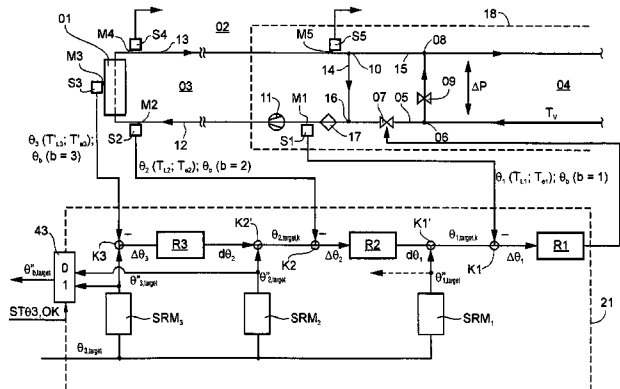 01
02
18
M4
S4
13
M5
S5
08
M3
S3
03
14
10
15
09
ΔP
04
M2
11
16
M1
07
05
12
S2
S1
17
06
Tv
θ3 (T'L3; T'e3);
θb (b = 3)
θ2 (TL2; Te2); θb (b = 2)
θ1 (TL1; Te1); θb (b = 1)
43
K3
Δθ3
R3
dθ2
K2'
θ2,target,k
K2
Δθ2
R2
dθ1
K1'
θ1,target,k
K1
Δθ1
R1
0
1
θ''b,target
θ''3,target
θ''2,target
θ''1,target
STθ3,OK
SRM3
SRM2
SRM1
21
θ3,target